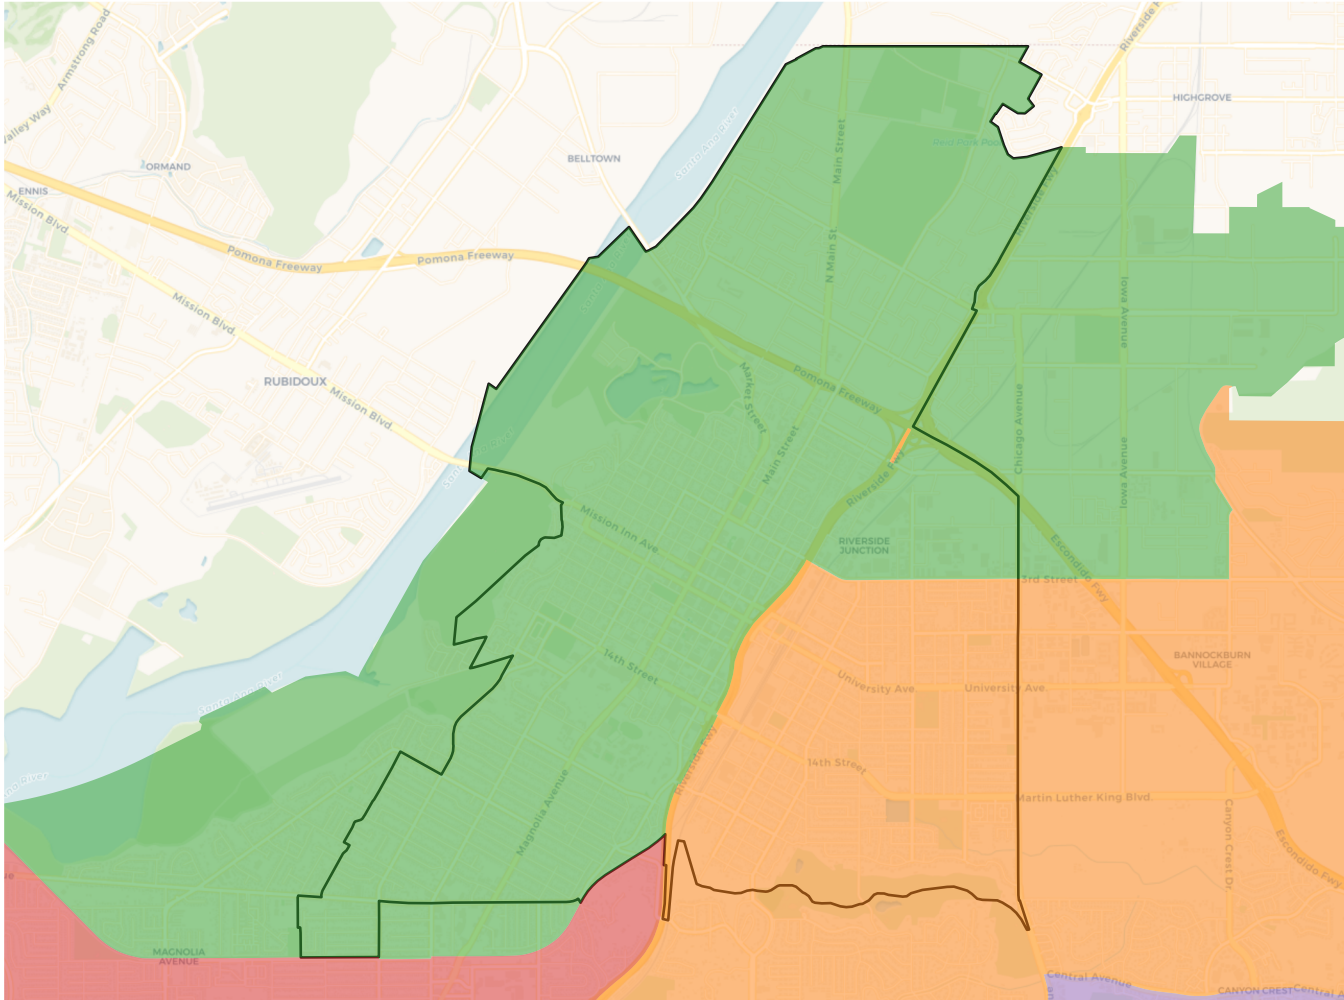 Armstrong Road
Riverside F
HIGHGROVE
Valley Way
Santa Ana River
Main Street
BELLTOWN
ORMAND
ENNIS
Mission Blvd
Pomona Freeway
Pomona Freeway
N Main St
Iowa Avenue
Mission Blvd
RUBIDOUX
Mission Blvd
Market Street
Pomona Freeway
Main Street
Chicago Avenue
Iowa Avenue
Riverside Fwy
Mission Inn Ave
RIVERSIDE
JUNCTION
Escondido Fwy
3rd Street
14th Street
BANNOCKBURN
VILLAGE
University Ave
University Ave
Riverside Fwy
14th Street
Martin Luther King Blvd
Magnolia Avenue
Canyon Crest Dr
Escondido Fwy
MAGNOLIA
AVENUE
Central Avenue
CANYON CREST
Central A